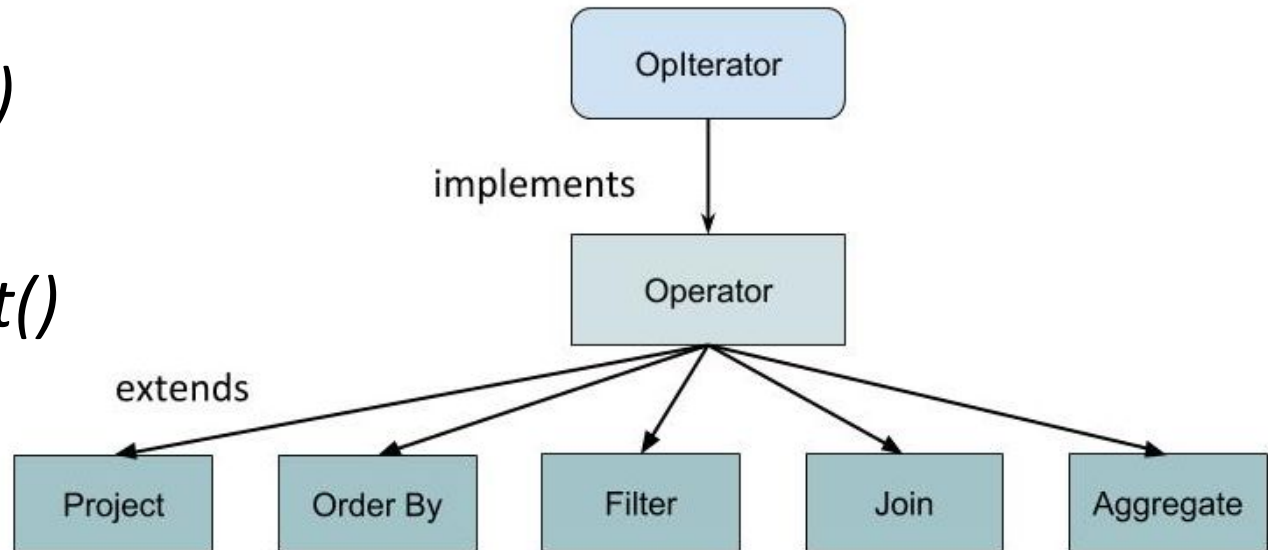 OpIterator
)
implements
Operator
t()
extends
Project
Order By
Filter
Join
Aggregate